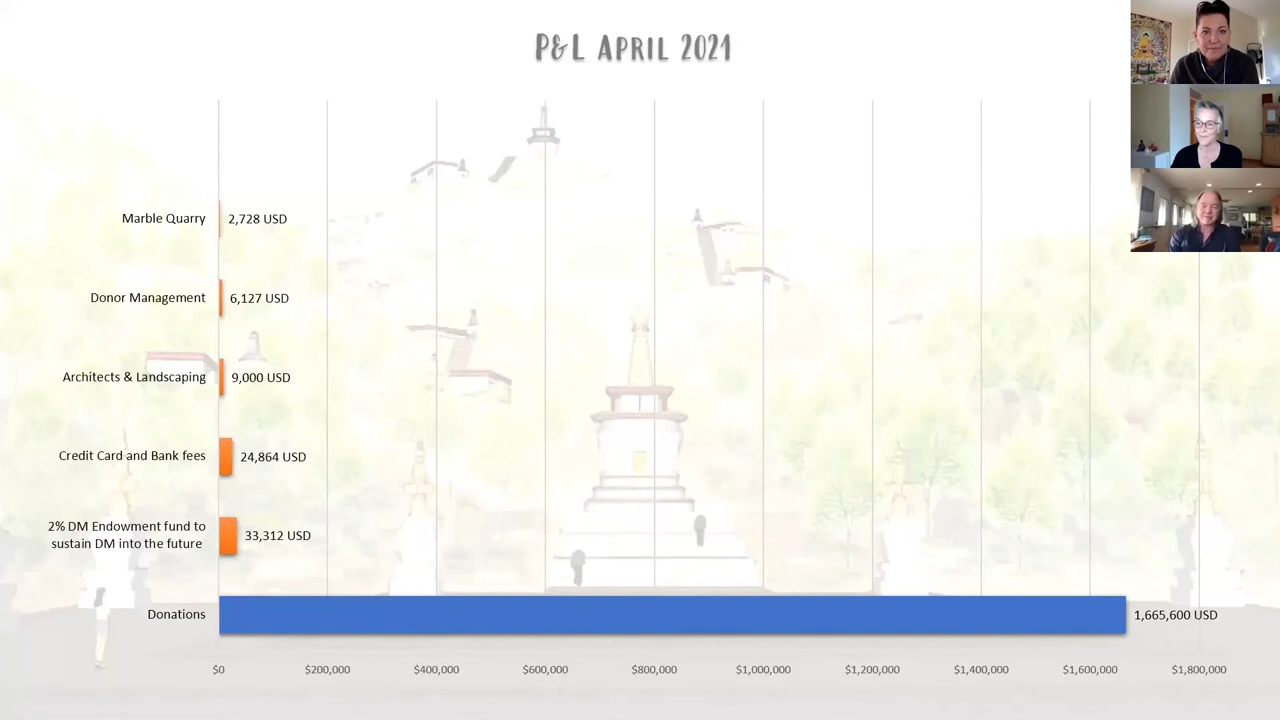 P&L APRIL 2021
Marble Quarry
2,728 USD
Donor Management
6,127 USD
Architects & Landscaping
9,000 USD
Credit Card and Bank fees
24,864 USD
2% DM Endowment fund to
sustain DM into the future
33,312 USD
Donations
1,665,600 USD
$0
$200,000
$400,000
$600,000
$800,000
$1,000,000
$1,200,000
$1,400,000
$1,600,000
$1,800,000